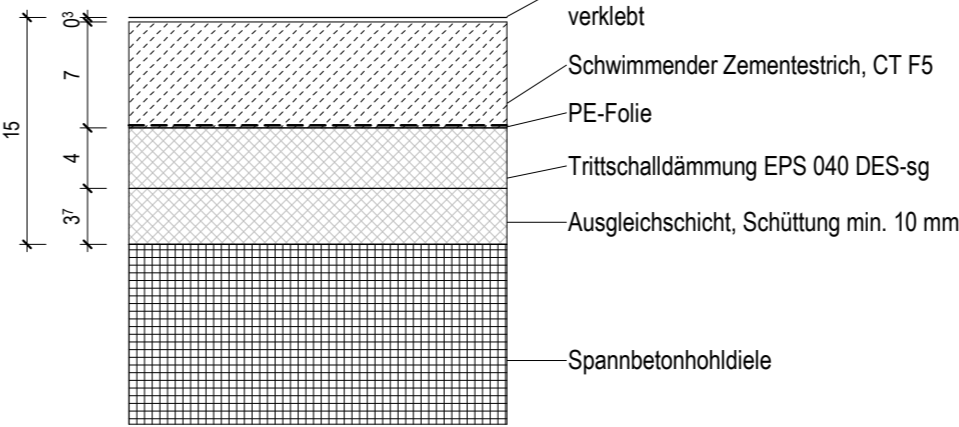 verklebt
Schwimmender Zementestrich, CT F5
PE-Folie
Trittschalldämmung EPS 040 DES-sg
Ausgleichschicht, Schüttung min. 10 mm
Spannbetonhohldiele
15
0³
7
4
3⁷